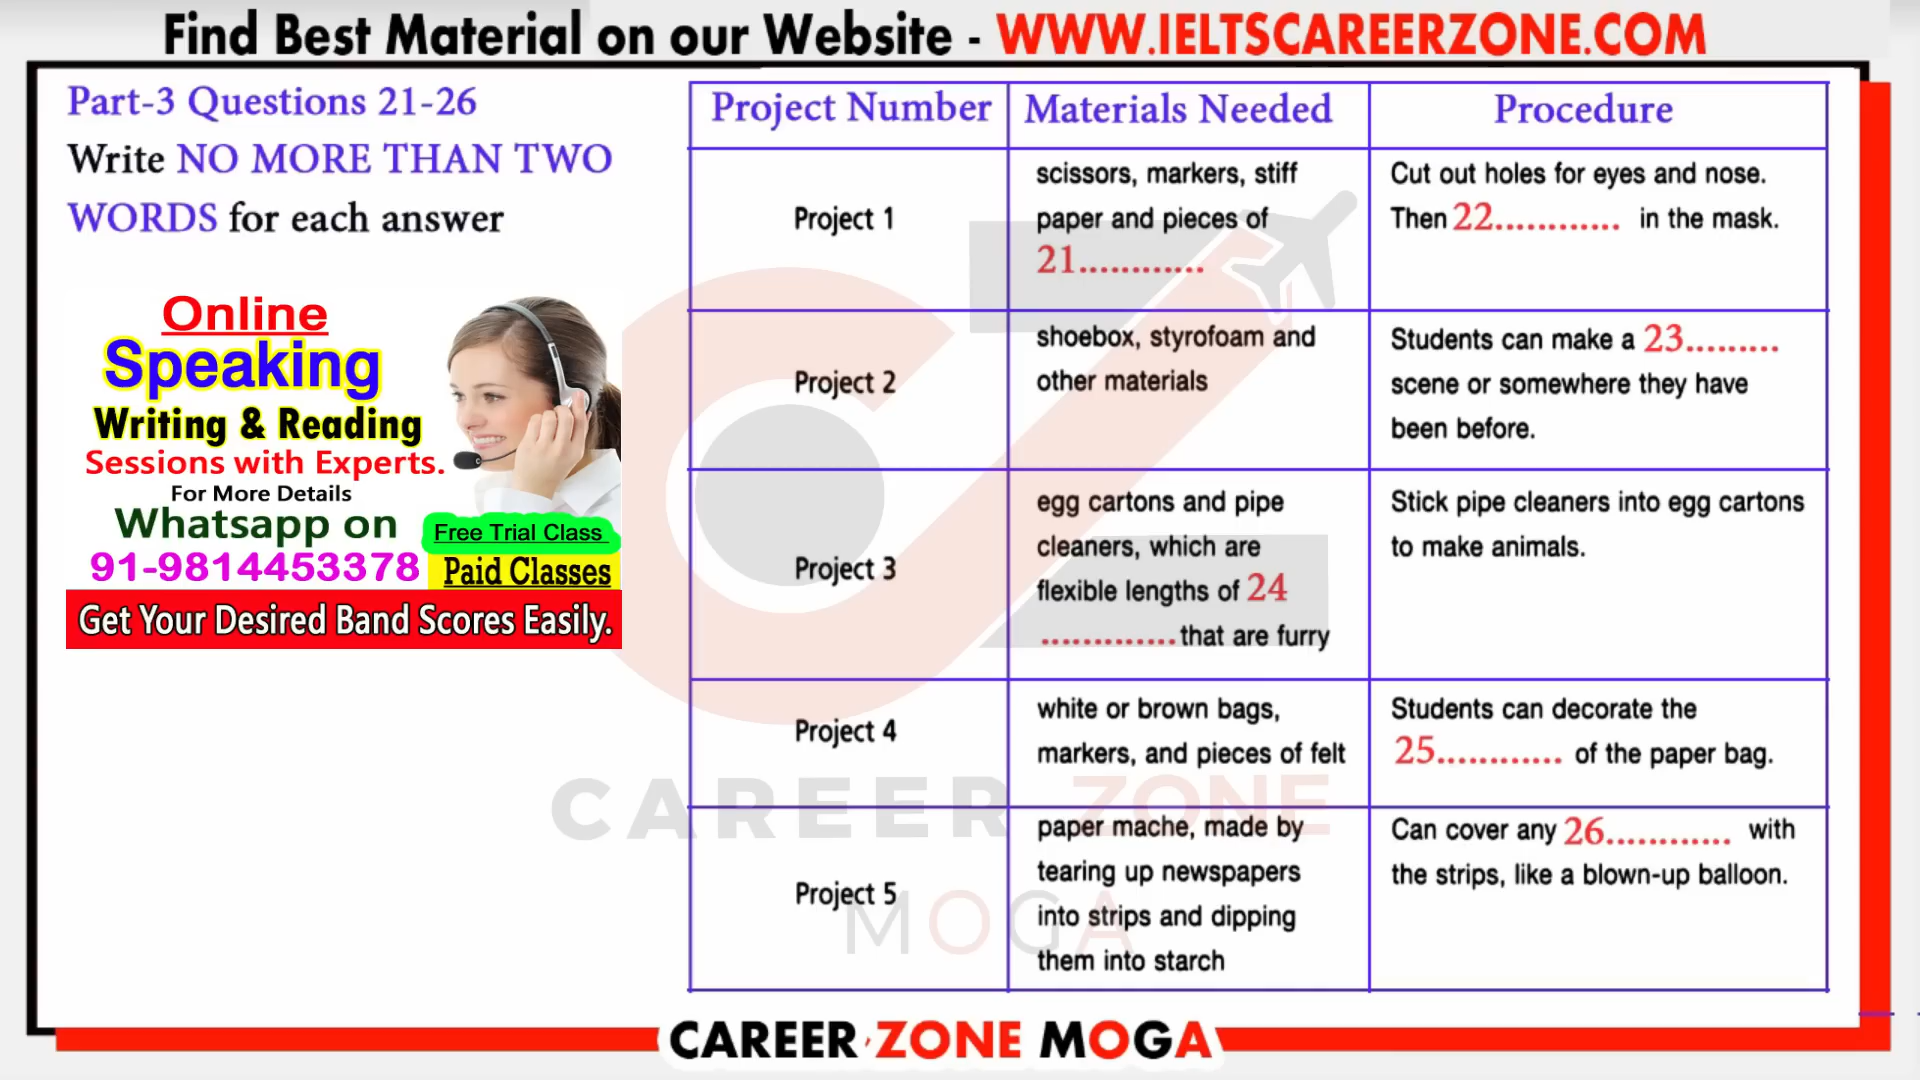 Find Best Material on our Website - WWW.IELTSCAREERZONE.COM
Part-3 Questions 21-26
Write NO MORE THAN TWO
WORDS for each answer
Online
Speaking
Writing & Reading
Sessions with Experts.
For More Details
Whatsapp on
91-9814453378
Free Trial Class
Paid Classes
Get Your Desired Band Scores Easily.
Project Number
Materials Needed
Procedure
Project 1
scissors, markers, stiff
paper and pieces of
21............
Cut out holes for eyes and nose.
Then 22............ in the mask.
Project 2
shoebox, styrofoam and
other materials
Students can make a 23.........
scene or somewhere they have
been before.
Project 3
egg cartons and pipe
cleaners, which are
flexible lengths of 24
.............that are furry
Stick pipe cleaners into egg cartons
to make animals.
Project 4
white or brown bags,
markers, and pieces of felt
Students can decorate the
25............ of the paper bag.
Project 5
paper mache, made by
tearing up newspapers
into strips and dipping
them into starch
Can cover any 26............ with
the strips, like a blown-up balloon.
CAREER ZONE
MOGA
CAREER ZONE MOGA